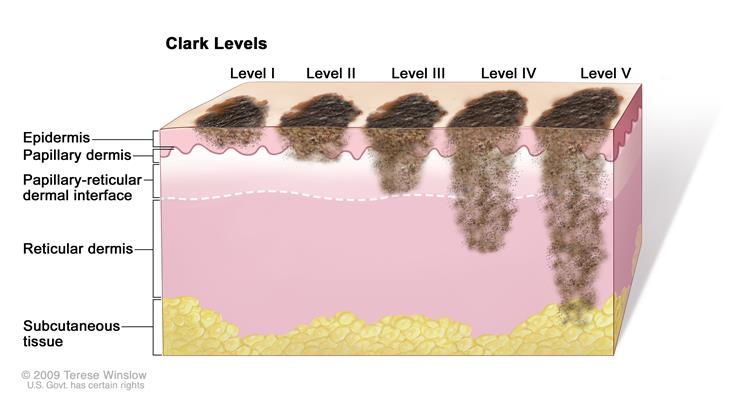 Clark Levels
Level I
Level II
Level III
Level IV
Level V
Epidermis
Papillary dermis
Papillary-reticular
dermal interface
Reticular dermis
Subcutaneous
tissue
© 2009 Terese Winslow
U.S. Govt. has certain rights